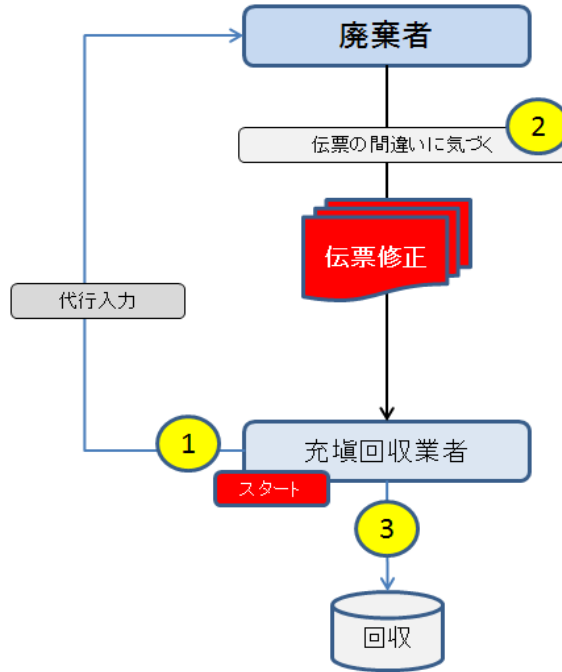 廃棄者
2
伝票の間違いに気づく
伝票修正
代行入力
1
充塡回収業者
スタート
3
回収